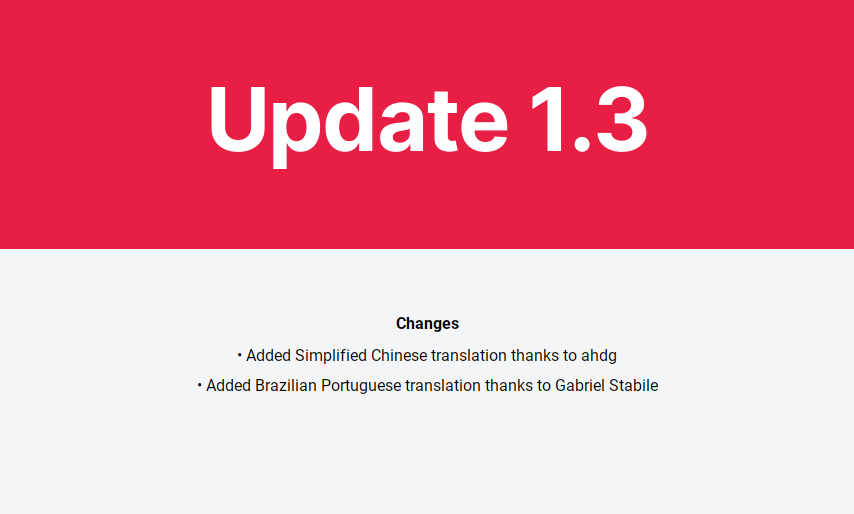 Update 1.3
Changes
• Added Simplified Chinese translation thanks to ahdg
• Added Brazilian Portuguese translation thanks to Gabriel Stabile